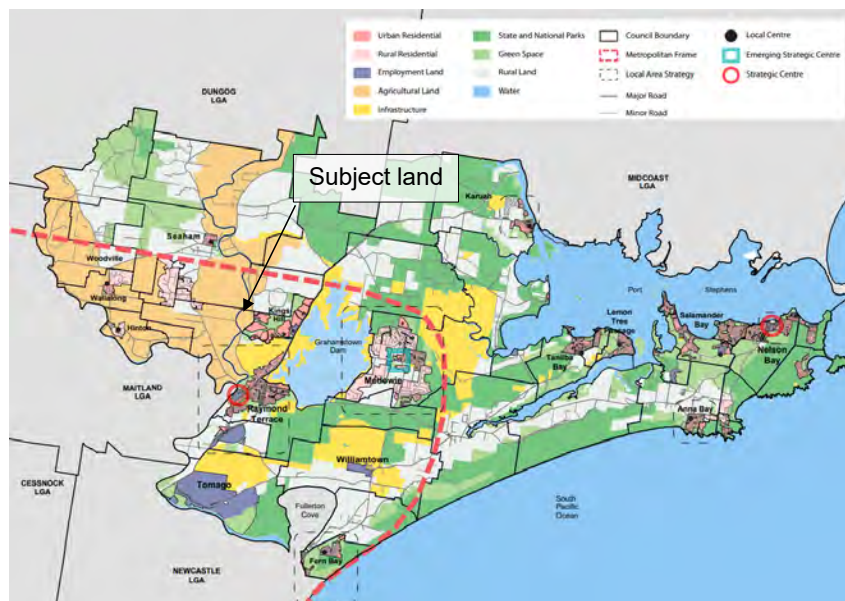 Urban Residential
Rural Residential
Employment Land
Agricultural Land
Infrastructure
State and National Parks
Green Space
Rural Land
Water
Council Boundary
Metropolitan Frame
Local Area Strategy
Major Road
Minor Road
Local Centre
Emerging Strategic Centre
Strategic Centre
DUNGOG
LGA
Subject land
MIDCOAST
LGA
Karuah
Seaham
Woodville
Wallalong
Hinton
Kings
Hill
Grahamstown
Dam
Medowie
Port
Stephens
Salamander
Bay
Lemon
Tree
Passage
Tanilba
Bay
Nelson
Bay
MAITLAND
LGA
Raymond
Terrace
Anna Bay
Williamtown
CESSNOCK
LGA
Tomago
Fullerton
Cove
South
Pacific
Ocean
Fern Bay
NEWCASTLE
LGA